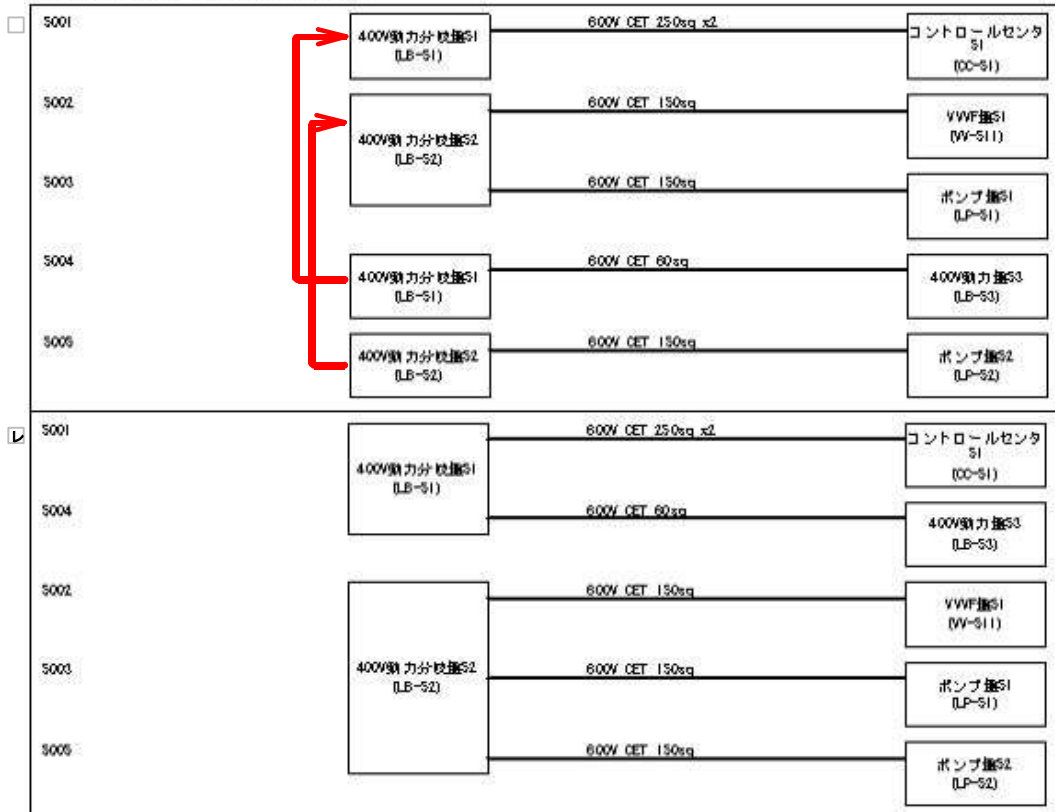 S001
400V動力分岐盤S1
(LB-S1)
600V CET 250sq x2
コントロールセンタ
S1
(CC-S1)
S002
400V動力分岐盤S2
(LB-S2)
600V CET 150sq
VVVF盤S1
(VV-S11)
S003
600V CET 150sq
ポンプ盤S1
(LP-S1)
S004
400V動力分岐盤S1
(LB-S1)
600V CET 60sq
400V動力盤S3
(LB-S3)
S005
400V動力分岐盤S2
(LB-S2)
600V CET 150sq
ポンプ盤S2
(LP-S2)
レ
S001
400V動力分岐盤S1
(LB-S1)
600V CET 250sq x2
コントロールセンタ
S1
(CC-S1)
S004
600V CET 60sq
400V動力盤S3
(LB-S3)
S002
600V CET 150sq
VVVF盤S1
(VV-S11)
S003
400V動力分岐盤S2
(LB-S2)
600V CET 150sq
ポンプ盤S1
(LP-S1)
S005
600V CET 150sq
ポンプ盤S2
(LP-S2)